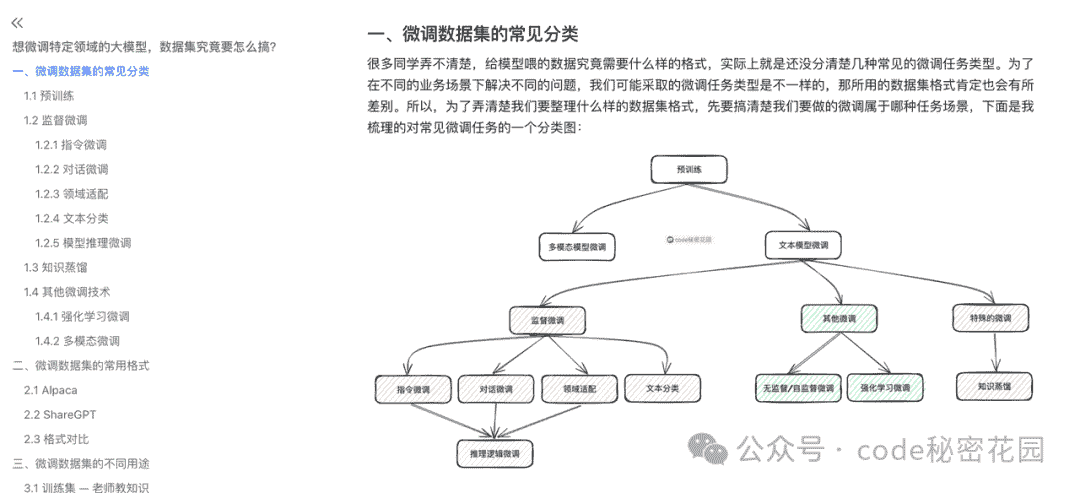 想微调特定领域的大模型，数据集究竟要怎么搞？
一、微调数据集的常见分类
1.1 预训练
1.2 监督微调
1.2.1 指令微调
1.2.2 对话微调
1.2.3 领域适配
1.2.4 文本分类
1.2.5 模型推理微调
1.3 知识蒸馏
1.4 其他微调技术
1.4.1 强化学习微调
1.4.2 多模态微调
二、微调数据集的常用格式
2.1 Alpaca
2.2 ShareGPT
2.3 格式对比
三、微调数据集的不同用途
3.1 训练集 — 老师教知识
一、微调数据集的常见分类
很多同学弄不清楚，给模型喂的数据究竟需要什么样的格式，实际上就是还没分清楚几种常见的微调任务类型。为了
在不同的业务场景下解决不同的问题，我们可能采取的微调任务类型是不一样的，那所用的数据集格式肯定也会有所
差别。所以，为了弄清我们要整理什么样的数据集格式，先要搞清楚我们要做的微调属于哪种任务场景，下面是我
梳理的对常见微调任务的一个分类图：
预训练
多模态模型微调
code秘密花园
文本模型微调
监督微调
其他微调
特殊的微调
指令微调
对话微调
领域适配
文本分类
无监督/自监督微调
强化学习微调
知识蒸馏
推理逻辑微调
公众号 · code秘密花园